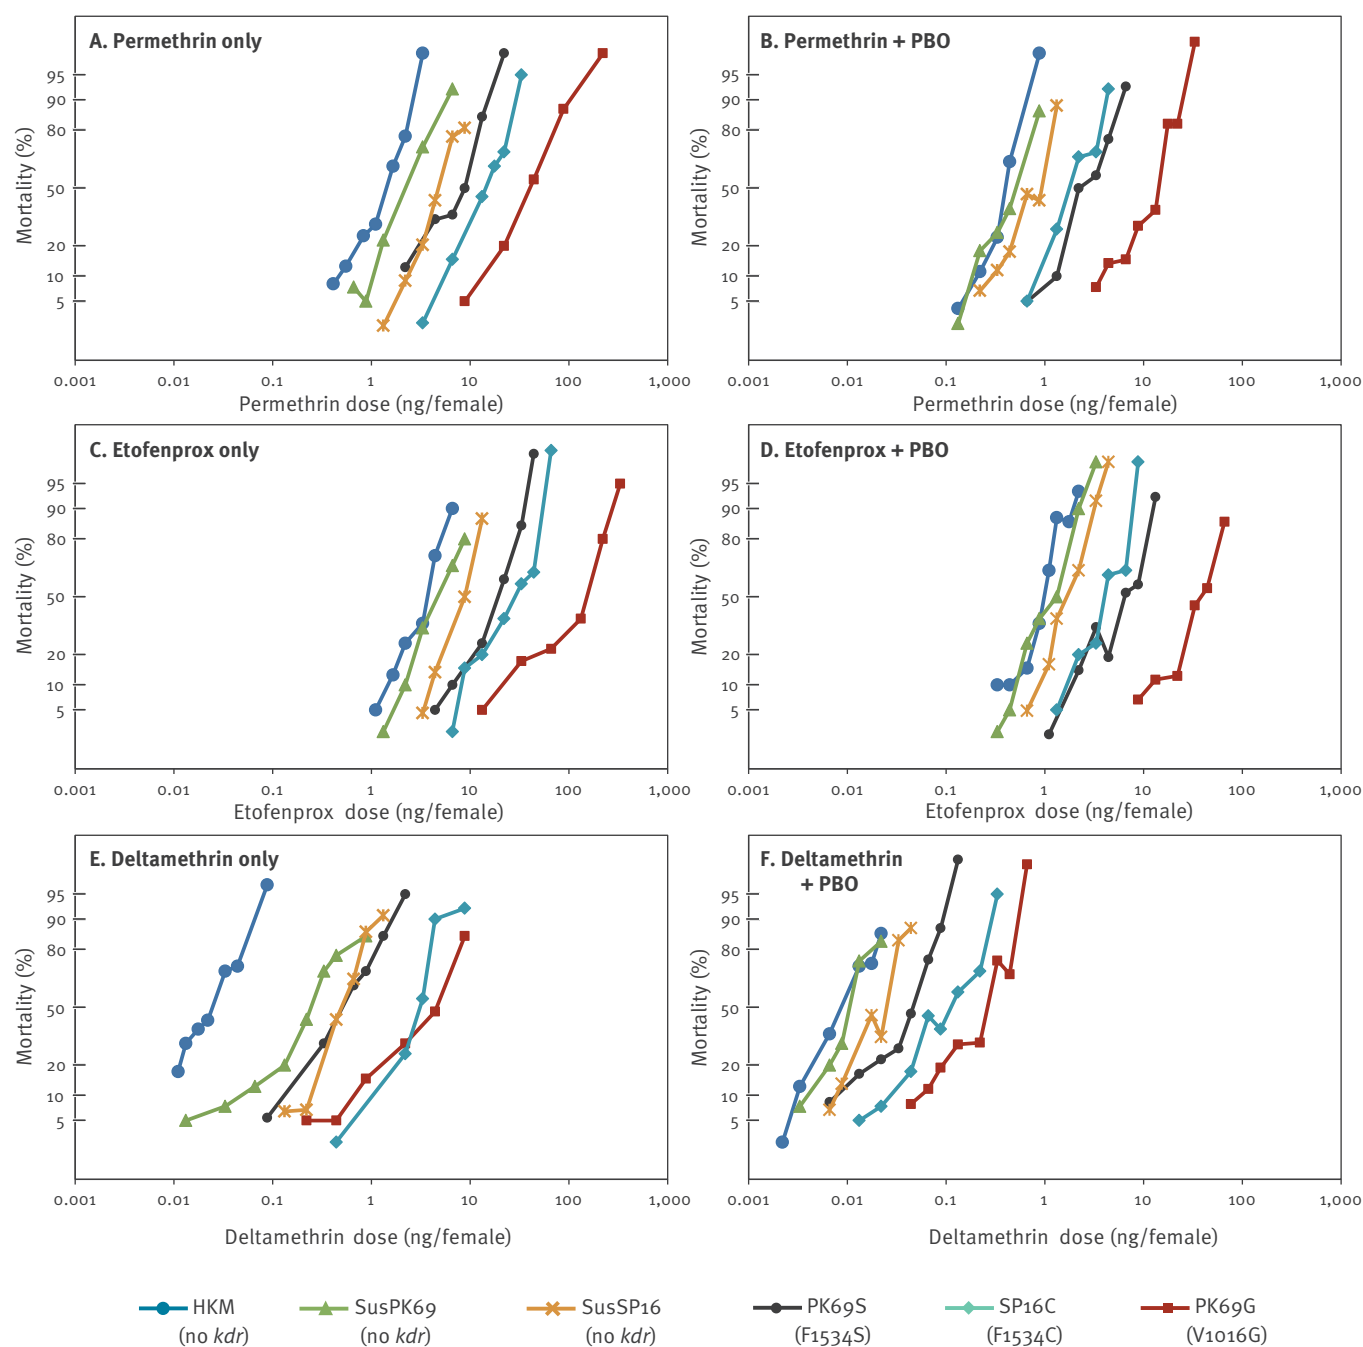 A. Permethrin only
95
90
80
50
20
10
5
Mortality (%)
0.001 0.01 0.1 1 10 100 1,000
Permethrin dose (ng/female)
B. Permethrin + PBO
95
90
80
50
20
10
5
Mortality (%)
0.001 0.01 0.1 1 10 100 1,000
Permethrin dose (ng/female)
C. Etofenprox only
95
90
80
50
20
10
5
Mortality (%)
0.001 0.01 0.1 1 10 100 1,000
Etofenprox dose (ng/female)
D. Etofenprox + PBO
95
90
80
50
20
10
5
Mortality (%)
0.001 0.01 0.1 1 10 100 1,000
Etofenprox dose (ng/female)
E. Deltamethrin only
95
90
80
50
20
10
5
Mortality (%)
0.001 0.01 0.1 1 10 100 1,000
Deltamethrin dose (ng/female)
F. Deltamethrin
+ PBO
95
90
80
50
20
10
5
Mortality (%)
0.001 0.01 0.1 1 10 100 1,000
Deltamethrin dose (ng/female)
HKM SusPK69 SusSP16 PK69S SP16C PK69G
(no kdr) (no kdr) (no kdr) (F1534S) (F1534C) (V1016G)